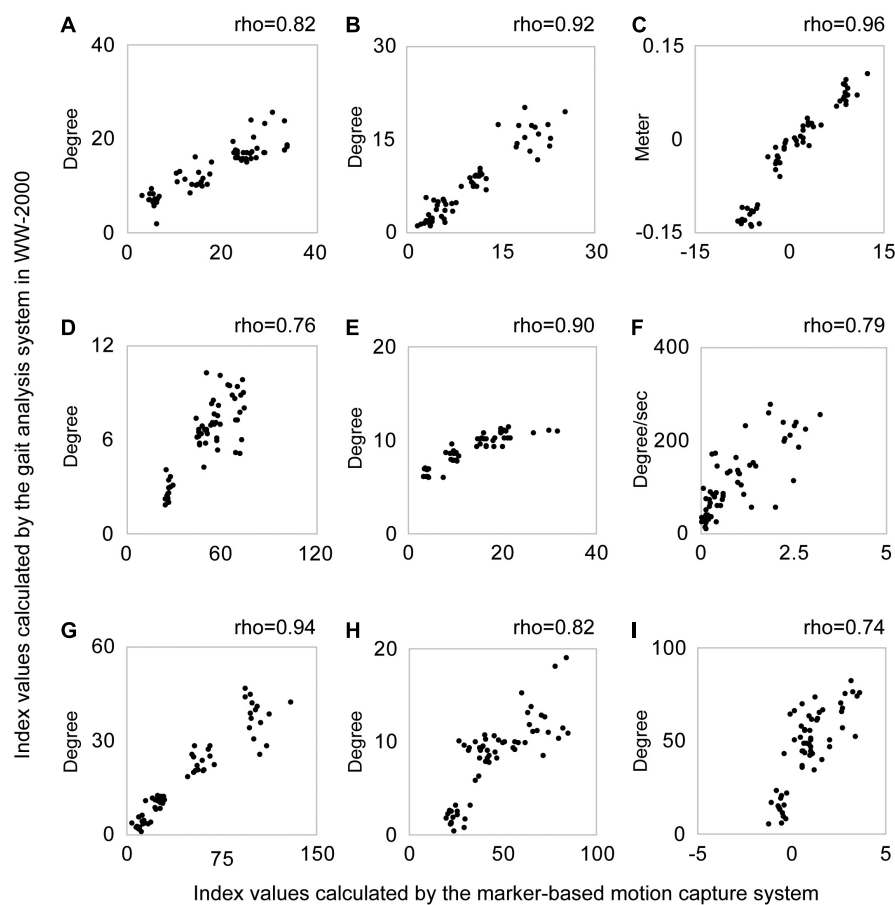 A rho=0.82
40
20
0
0 20 40
Degree
B rho=0.92
30
15
0
0 15 30
Degree
C rho=0.96
0.15
0
-0.15
-15 0 15
Meter
D rho=0.76
12
6
0
0 60 120
Degree
E rho=0.90
20
10
0
0 20 40
Degree
F rho=0.79
400
200
0
0 2.5 5
Degree/sec
G rho=0.94
60
30
0
0 75 150
Degree
H rho=0.82
20
10
0
0 50 100
Degree
I rho=0.74
100
50
0
-5 0 5
Degree
Index values calculated by the gait analysis system in WW-2000
Index values calculated by the marker-based motion capture system